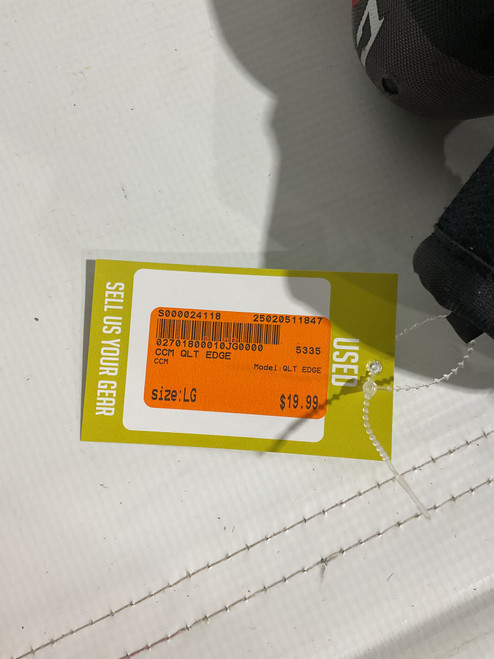 SELL US YOUR GEAR
S000024118 25020511847
02701800010JG0000 5335
CCM QLT EDGE
CCM Model:QLT EDGE
size:LG $19.99
USED